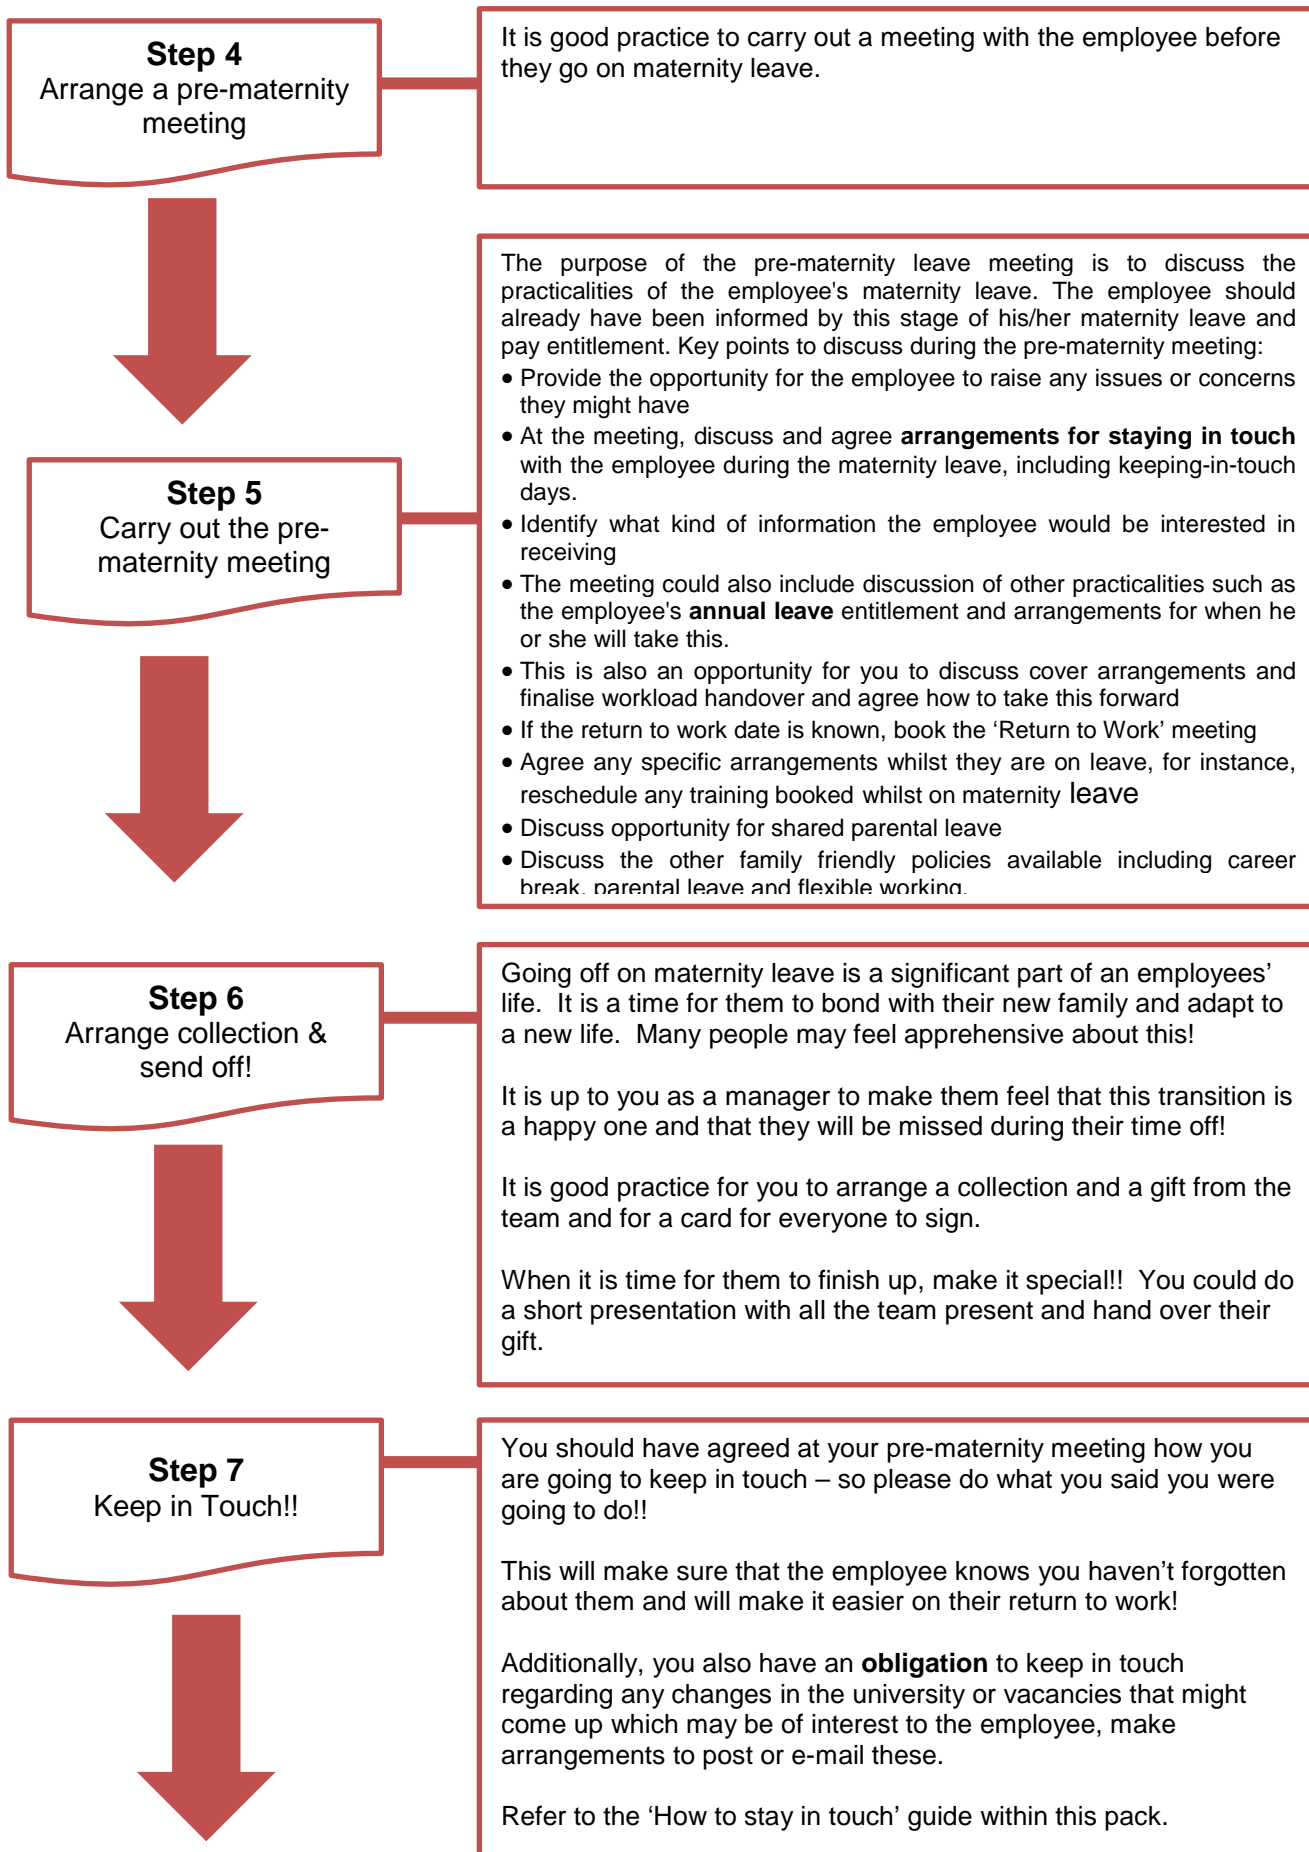 Step 4
Arrange a pre-maternity
meeting
It is good practice to carry out a meeting with the employee before
they go on maternity leave.
Step 5
Carry out the pre-
maternity meeting
The purpose of the pre-maternity leave meeting is to discuss the
practicalities of the employee's maternity leave. The employee should
already have been informed by this stage of his/her maternity leave and
pay entitlement. Key points to discuss during the pre-maternity meeting:
• Provide the opportunity for the employee to raise any issues or concerns
they might have
• At the meeting, discuss and agree arrangements for staying in touch
with the employee during the maternity leave, including keeping-in-touch
days.
• Identify what kind of information the employee would be interested in
receiving
• The meeting could also include discussion of other practicalities such as
the employee's annual leave entitlement and arrangements for when he
or she will take this.
• This is also an opportunity for you to discuss cover arrangements and
finalise workload handover and agree how to take this forward
• If the return to work date is known, book the ‘Return to Work’ meeting
• Agree any specific arrangements whilst they are on leave, for instance,
reschedule any training booked whilst on maternity leave
• Discuss opportunity for shared parental leave
• Discuss the other family friendly policies available including career
break, parental leave and flexible working.
Step 6
Arrange collection &
send off!
Going off on maternity leave is a significant part of an employees’
life.  It is a time for them to bond with their new family and adapt to
a new life.  Many people may feel apprehensive about this!
It is up to you as a manager to make them feel that this transition is
a happy one and that they will be missed during their time off!
It is good practice for you to arrange a collection and a gift from the
team and for a card for everyone to sign.
When it is time for them to finish up, make it special!!  You could do
a short presentation with all the team present and hand over their
gift.
Step 7
Keep in Touch!!
You should have agreed at your pre-maternity meeting how you
are going to keep in touch – so please do what you said you were
going to do!!
This will make sure that the employee knows you haven’t forgotten
about them and will make it easier on their return to work!
Additionally, you also have an obligation to keep in touch
regarding any changes in the university or vacancies that might
come up which may be of interest to the employee, make
arrangements to post or e-mail these.
Refer to the ‘How to stay in touch’ guide within this pack.